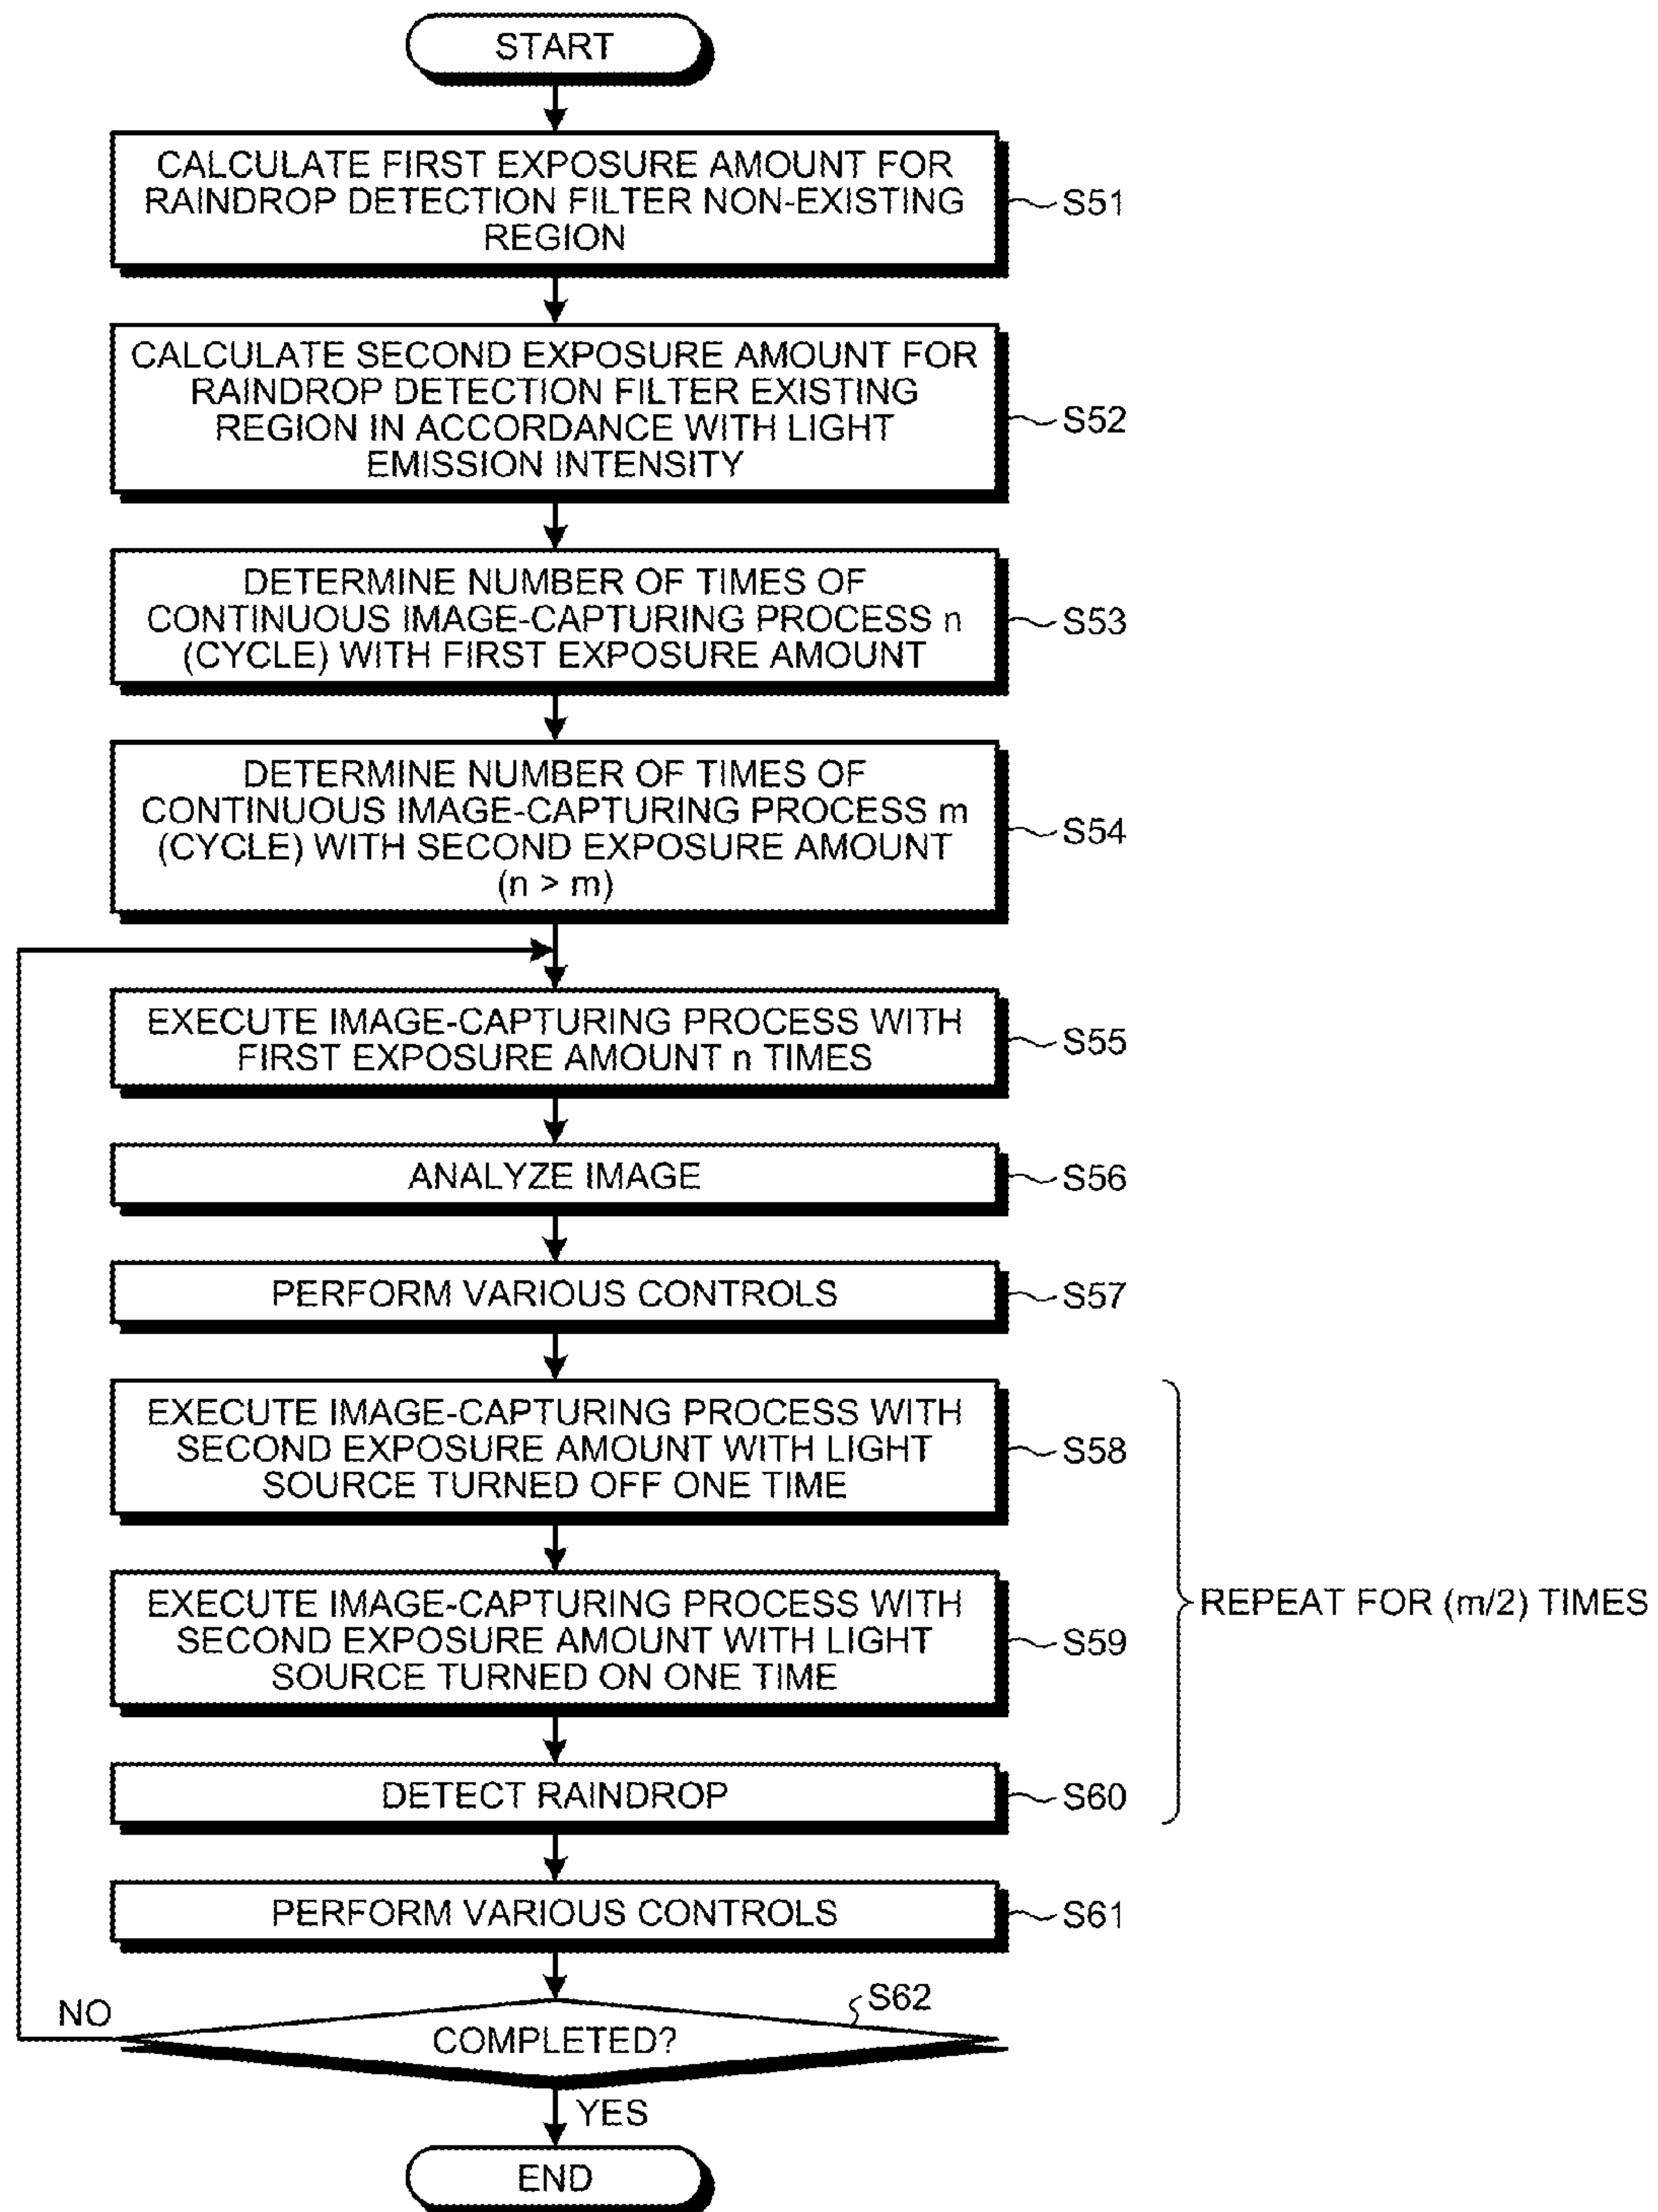 START
CALCULATE FIRST EXPOSURE AMOUNT FOR
RAINDROP DETECTION FILTER NON-EXISTING
REGION
S51
CALCULATE SECOND EXPOSURE AMOUNT FOR
RAINDROP DETECTION FILTER EXISTING
REGION IN ACCORDANCE WITH LIGHT
EMISSION INTENSITY
S52
DETERMINE NUMBER OF TIMES OF
CONTINUOUS IMAGE-CAPTURING PROCESS n
(CYCLE) WITH FIRST EXPOSURE AMOUNT
S53
DETERMINE NUMBER OF TIMES OF
CONTINUOUS IMAGE-CAPTURING PROCESS m
(CYCLE) WITH SECOND EXPOSURE AMOUNT
(n > m)
S54
EXECUTE IMAGE-CAPTURING PROCESS WITH
FIRST EXPOSURE AMOUNT n TIMES
S55
ANALYZE IMAGE
S56
PERFORM VARIOUS CONTROLS
S57
EXECUTE IMAGE-CAPTURING PROCESS WITH
SECOND EXPOSURE AMOUNT WITH LIGHT
SOURCE TURNED OFF ONE TIME
S58
EXECUTE IMAGE-CAPTURING PROCESS WITH
SECOND EXPOSURE AMOUNT WITH LIGHT
SOURCE TURNED ON ONE TIME
S59
REPEAT FOR (m/2) TIMES
DETECT RAINDROP
S60
PERFORM VARIOUS CONTROLS
S61
S62
NO
COMPLETED?
YES
END